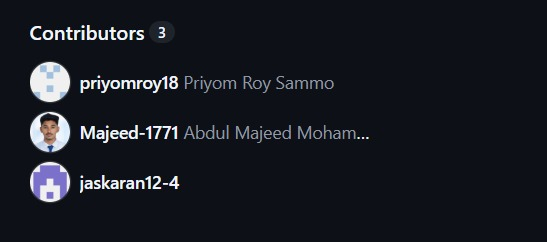 Contributors 3
priyomroy18 Priyom Roy Sammo
Majeed-1771 Abdul Majeed Moham...
jaskaran12-4